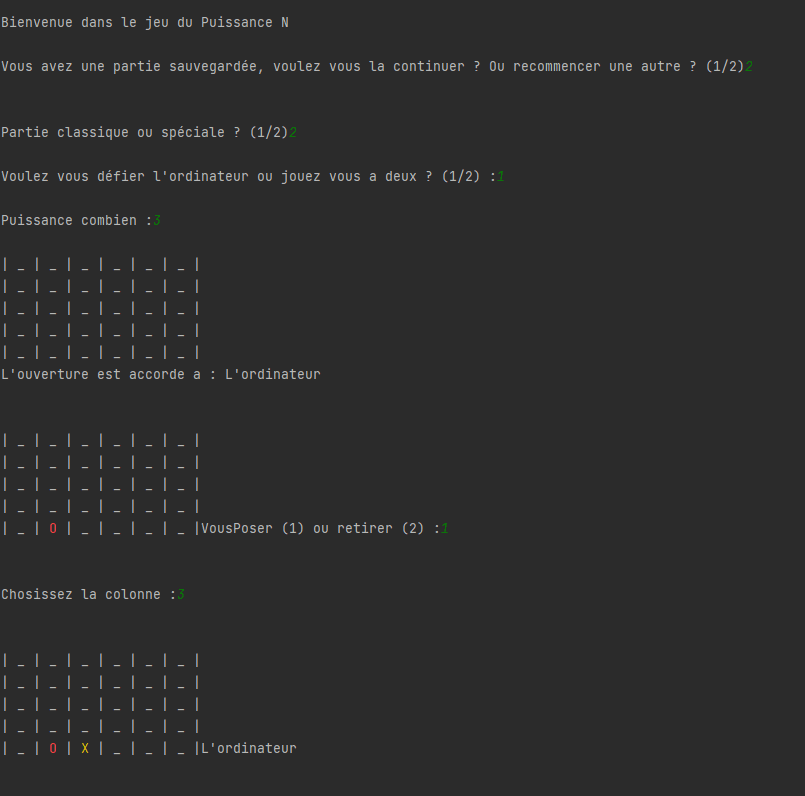 Bienvenue dans le jeu du Puissance N
Vous avez une partie sauvegardée, voulez vous la continuer ? Ou recommencer une autre ? (1/2)2
Partie classique ou spéciale ? (1/2)2
Voulez vous défier l'ordinateur ou jouez vous a deux ? (1/2) :1
Puissance combien :3
| _ | _ | _ | _ | _ | _ |
| _ | _ | _ | _ | _ | _ |
| _ | _ | _ | _ | _ | _ |
| _ | _ | _ | _ | _ | _ |
| _ | _ | _ | _ | _ | _ |
L'ouverture est accorde a : L'ordinateur
| _ | _ | _ | _ | _ | _ |
| _ | _ | _ | _ | _ | _ |
| _ | _ | _ | _ | _ | _ |
| _ | _ | _ | _ | _ | _ |
| _ | O | _ | _ | _ | _ |VousPoser (1) ou retirer (2) :1
Chosissez la colonne :3
| _ | _ | _ | _ | _ | _ |
| _ | _ | _ | _ | _ | _ |
| _ | _ | _ | _ | _ | _ |
| _ | _ | _ | _ | _ | _ |
| _ | O | X | _ | _ | _ |L'ordinateur